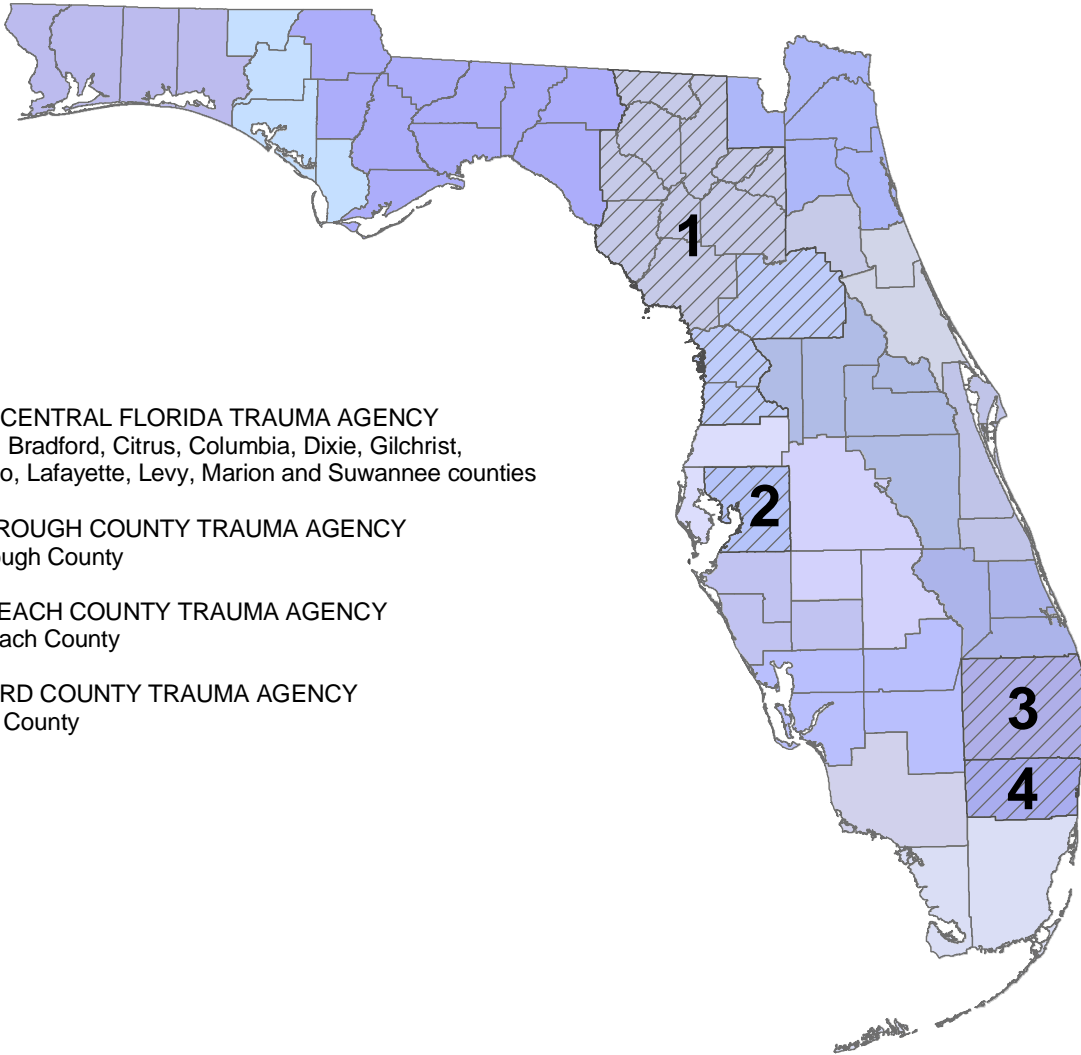 CENTRAL FLORIDA TRAUMA AGENCY
Bradford, Citrus, Columbia, Dixie, Gilchrist,
o, Lafayette, Levy, Marion and Suwannee counties
ROUGH COUNTY TRAUMA AGENCY
ough County
EACH COUNTY TRAUMA AGENCY
ach County
RD COUNTY TRAUMA AGENCY
County
1
2
3
4